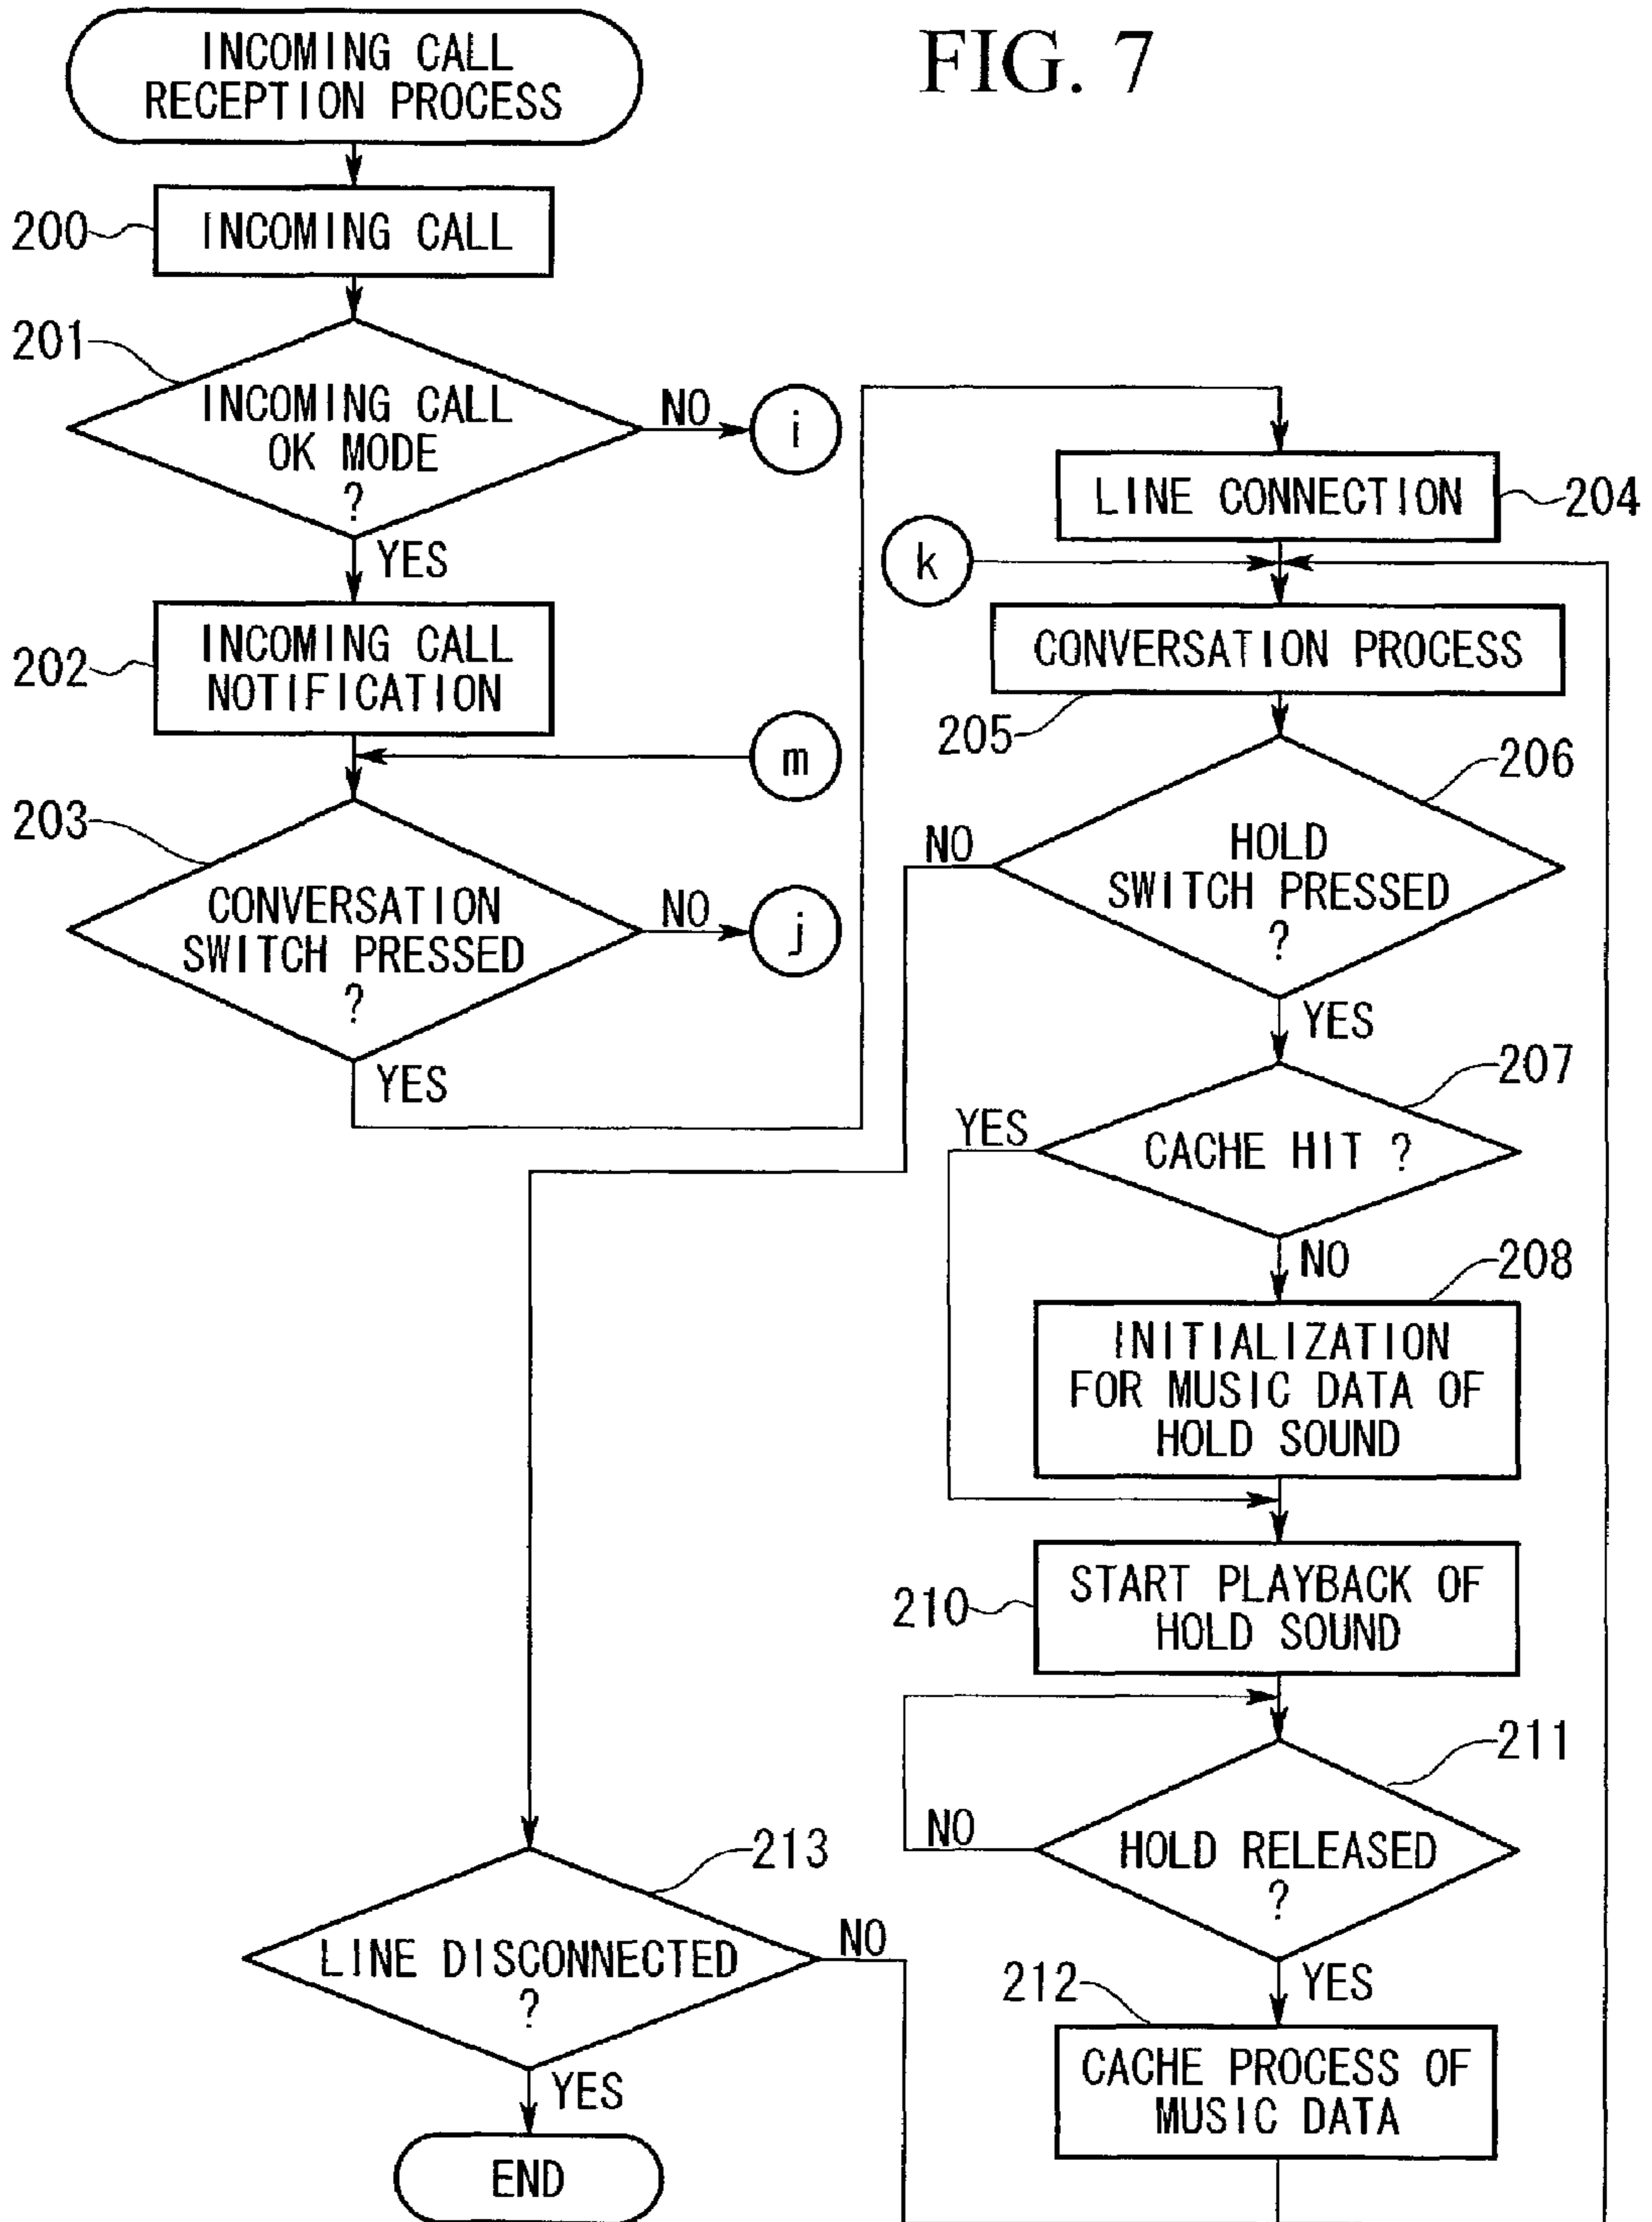 FIG. 7
INCOMING CALL
RECEPTION PROCESS
200
INCOMING CALL
201
INCOMING CALL
OK MODE
?
NO
i
YES
202
INCOMING CALL
NOTIFICATION
m
203
CONVERSATION
SWITCH PRESSED
?
NO
j
YES
LINE CONNECTION
204
k
CONVERSATION PROCESS
205
206
HOLD
SWITCH PRESSED
?
NO
YES
207
CACHE HIT ?
YES
NO
208
INITIALIZATION
FOR MUSIC DATA OF
HOLD SOUND
210
START PLAYBACK OF
HOLD SOUND
211
HOLD RELEASED
?
NO
YES
212
CACHE PROCESS OF
MUSIC DATA
213
LINE DISCONNECTED
?
NO
YES
END